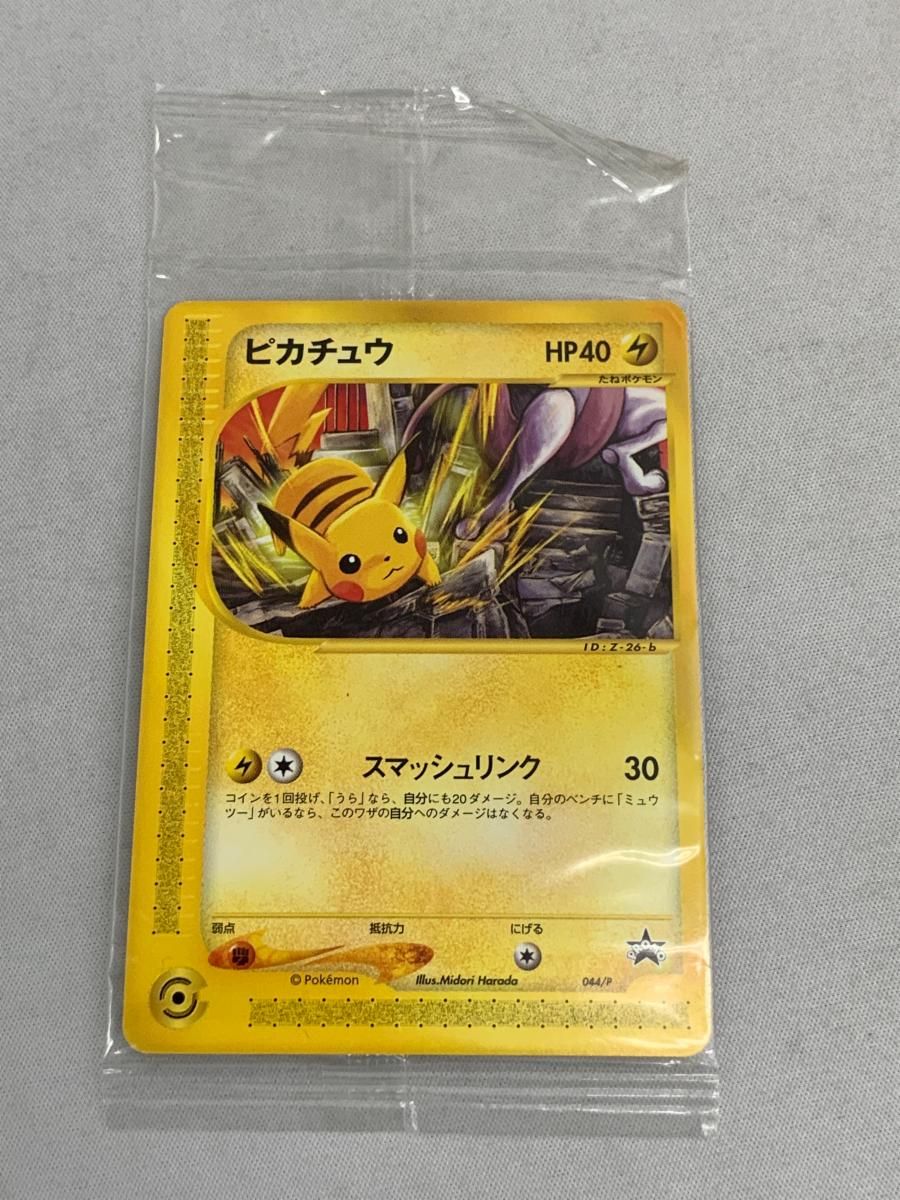 ピカチュウ HP40
たねポケモン
ID:Z-26-b
スマッシュリンク 30
コインを1回投げ、「うら」なら、自分にも20ダメージ。自分のベンチに「ミュウ
ツー」がいるなら、このワザの自分へのダメージはなくなる。
弱点 抵抗力 にげる
PROMO
© Pokémon Illus.Midori Harada 044/P